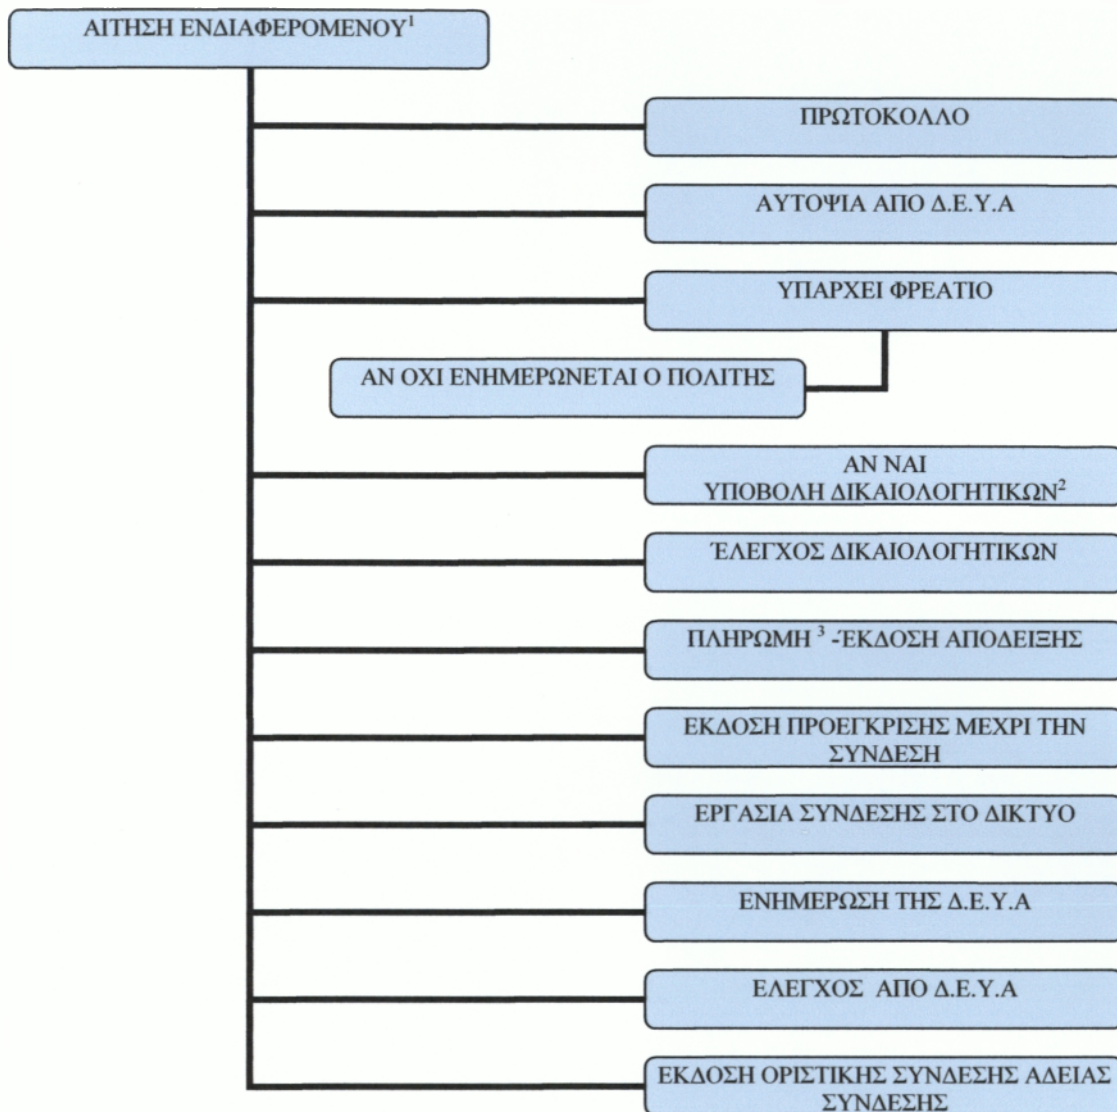 ΑΙΤΗΣΗ ΕΝΔΙΑΦΕΡΟΜΕΝΟΥ¹
ΠΡΩΤΟΚΟΛΛΟ
ΑΥΤΟΨΙΑ ΑΠΟ Δ.Ε.Υ.Α
ΥΠΑΡΧΕΙ ΦΡΕΑΤΙΟ
ΑΝ ΟΧΙ ΕΝΗΜΕΡΩΝΕΤΑΙ Ο ΠΟΛΙΤΗΣ
ΑΝ ΝΑΙ
ΥΠΟΒΟΛΗ ΔΙΚΑΙΟΛΟΓΗΤΙΚΩΝ²
ΈΛΕΓΧΟΣ ΔΙΚΑΙΟΛΟΓΗΤΙΚΩΝ
ΠΛΗΡΩΜΗ ³ -ΈΚΔΟΣΗ ΑΠΟΔΕΙΞΗΣ
ΕΚΔΟΣΗ ΠΡΟΕΓΚΡΙΣΗΣ ΜΕΧΡΙ ΤΗΝ
ΣΥΝΔΕΣΗ
ΕΡΓΑΣΙΑ ΣΥΝΔΕΣΗΣ ΣΤΟ ΔΙΚΤΥΟ
ΕΝΗΜΕΡΩΣΗ ΤΗΣ Δ.Ε.Υ.Α
ΕΛΕΓΧΟΣ ΑΠΟ Δ.Ε.Υ.Α
ΕΚΔΟΣΗ ΟΡΙΣΤΙΚΗΣ ΣΥΝΔΕΣΗΣ ΑΔΕΙΑΣ
ΣΥΝΔΕΣΗΣ